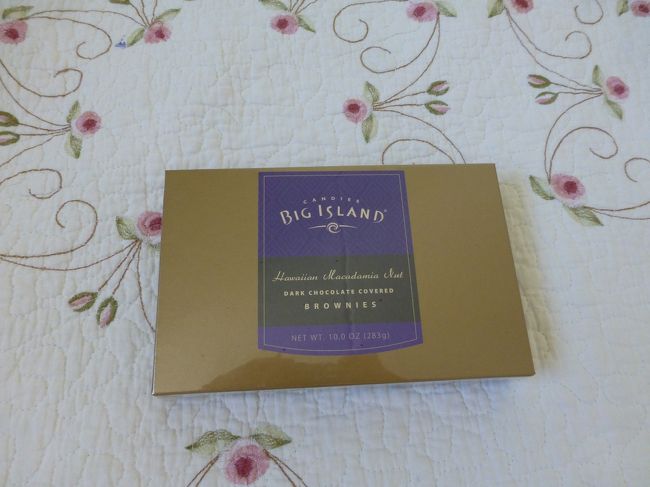 CANDIES
BIG ISLAND®
Hawaiian Macadamia Nut
DARK CHOCOLATE COVERED
BROWNIES
NET WT. 10.0 OZ (283g)